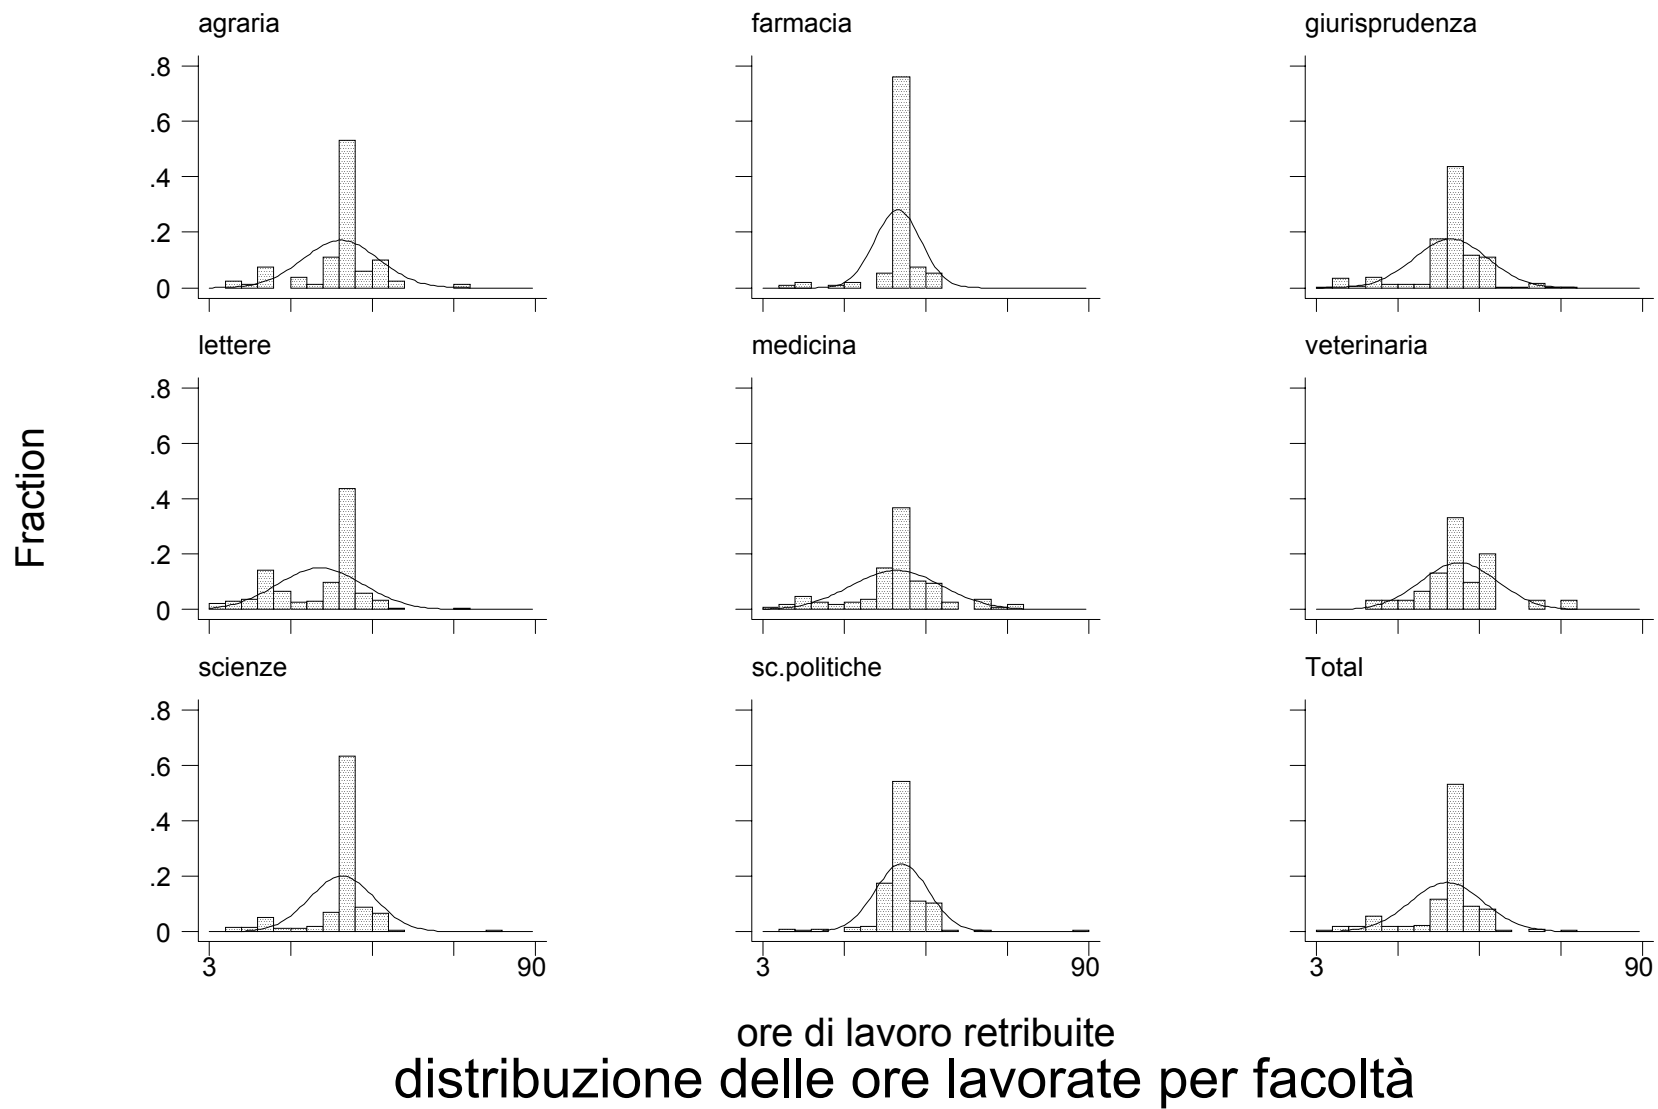 agraria farmacia giurisprudenza
.8
.6
.4
.2
0
lettere medicina veterinaria
.8
.6
.4
.2
0
Fraction
scienze sc.politiche Total
.8
.6
.4
.2
0
3 90 3 90 3 90
ore di lavoro retribuite
distribuzione delle ore lavorate per facoltà